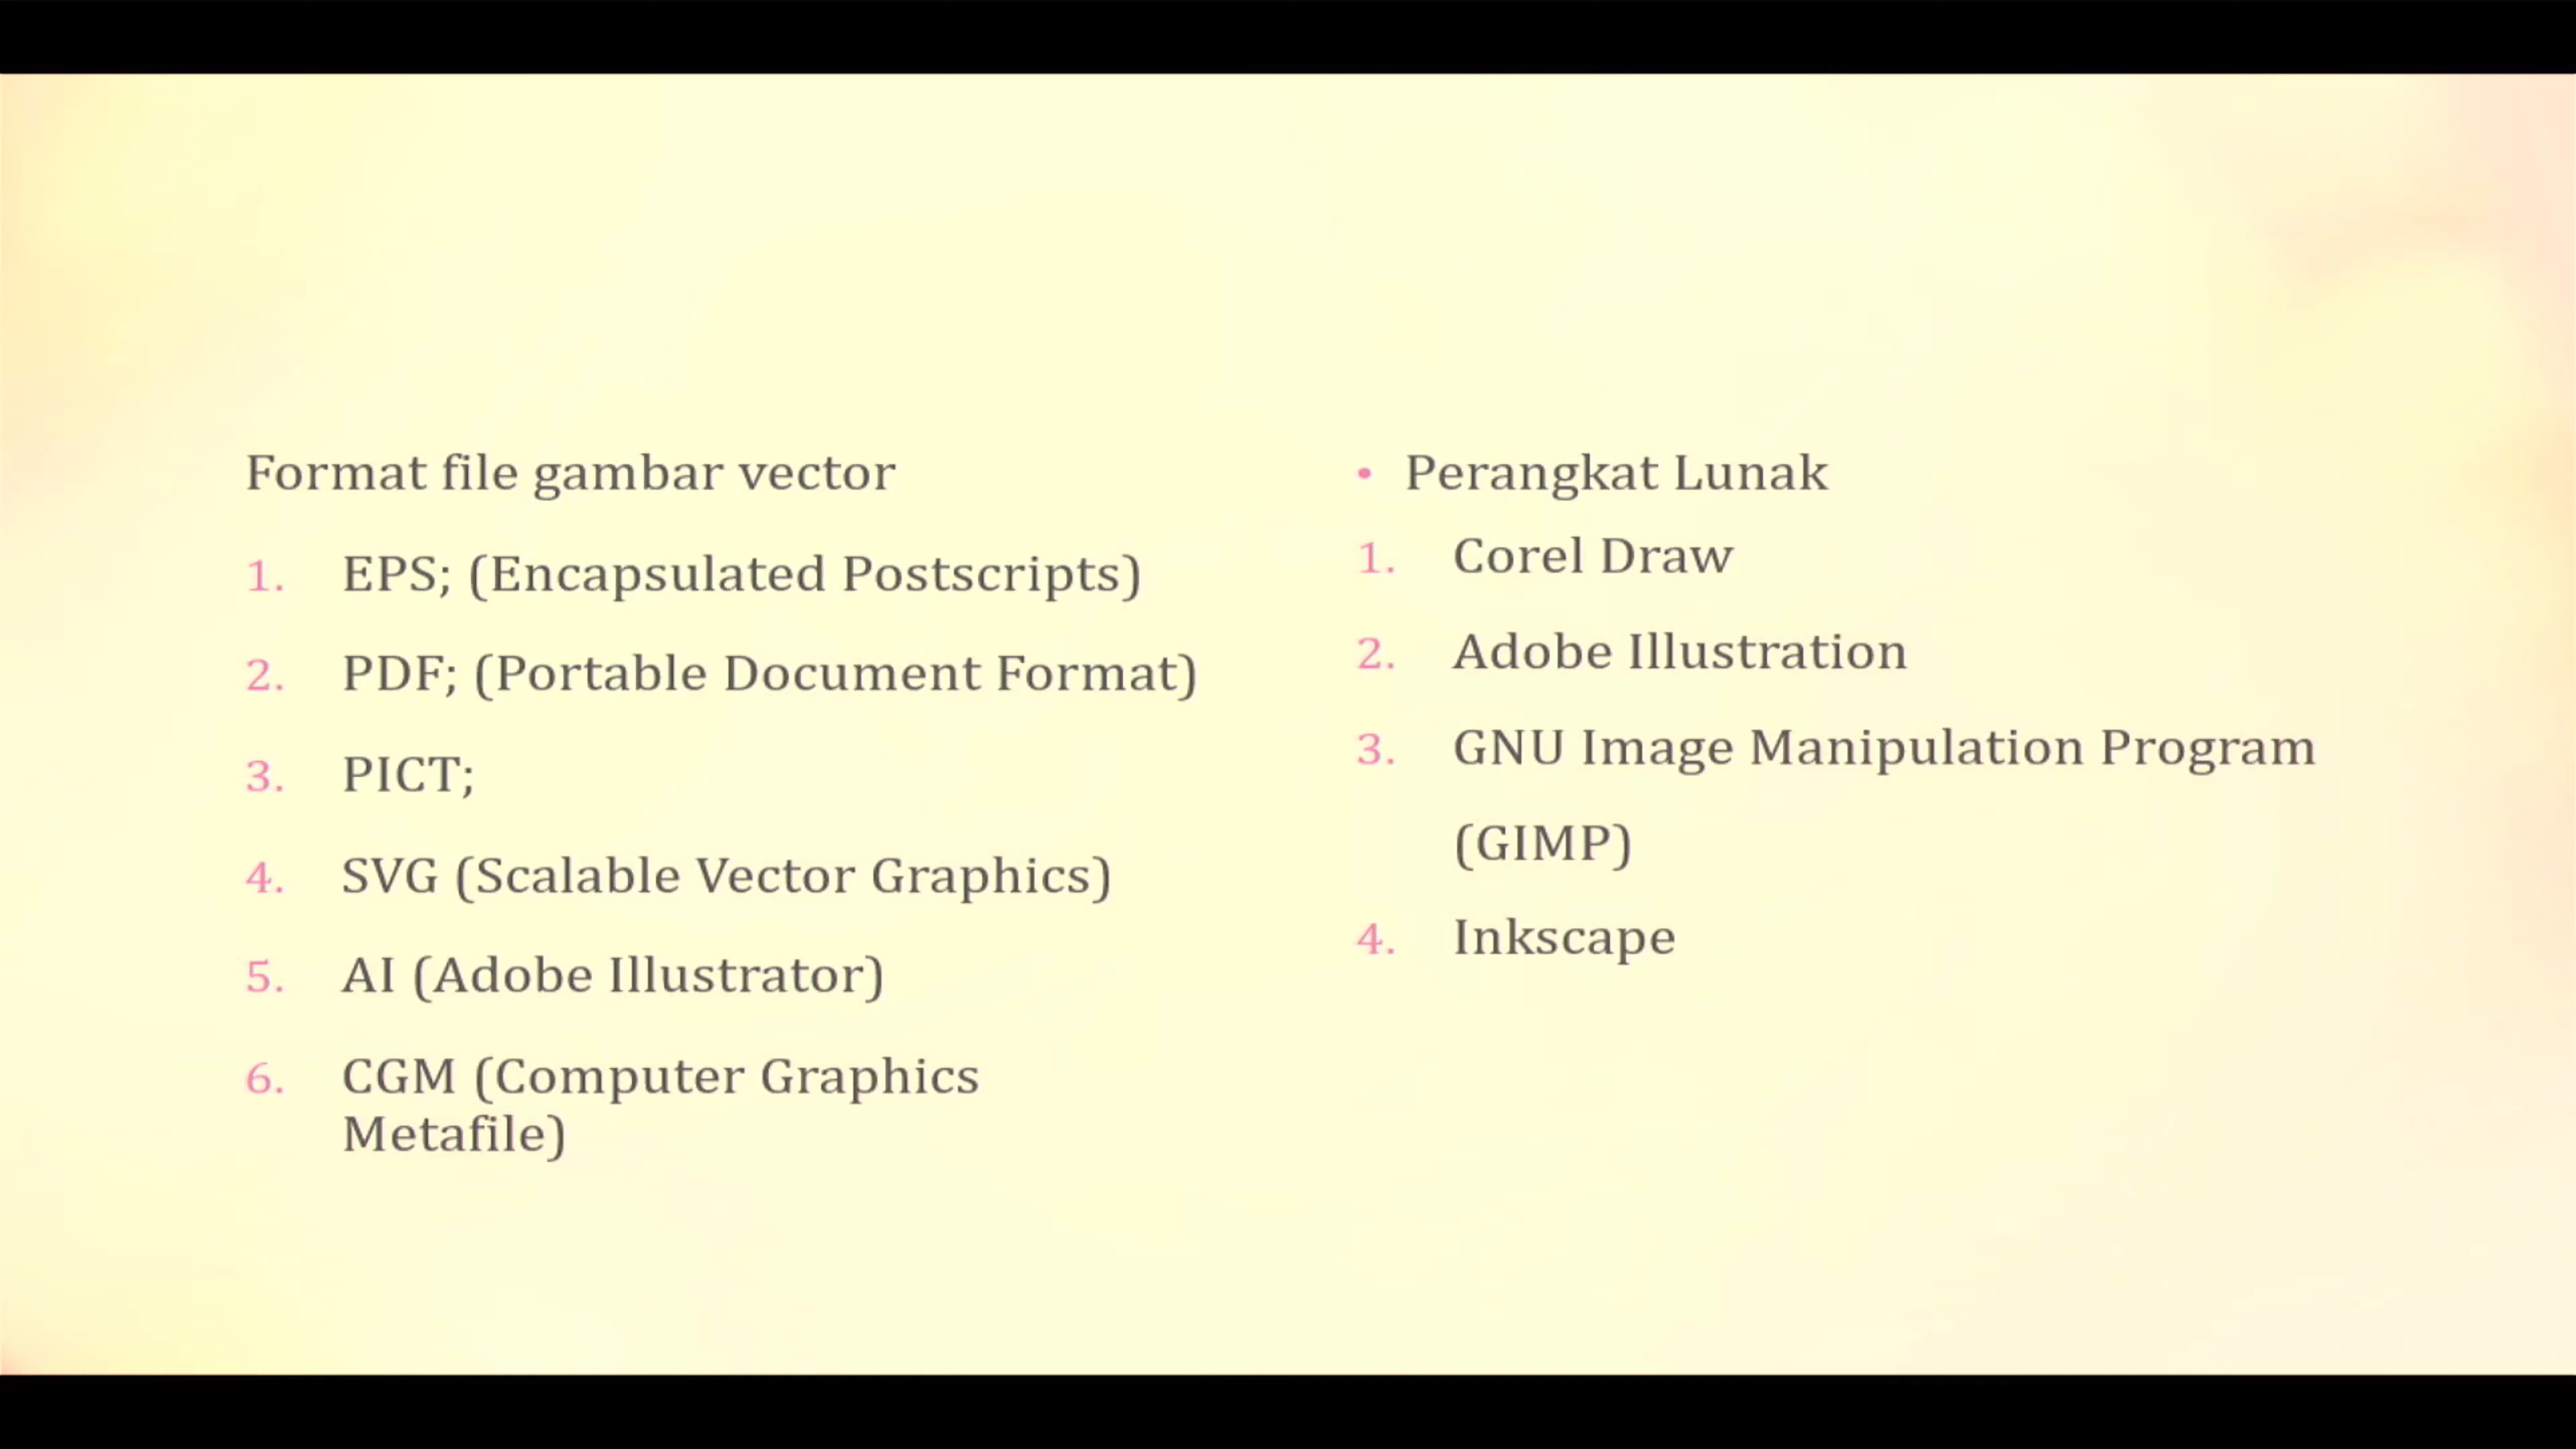 Format file gambar vector
1. EPS; (Encapsulated Postscripts)
2. PDF; (Portable Document Format)
3. PICT;
4. SVG (Scalable Vector Graphics)
5. AI (Adobe Illustrator)
6. CGM (Computer Graphics
Metafile)
• Perangkat Lunak
1. Corel Draw
2. Adobe Illustration
3. GNU Image Manipulation Program
(GIMP)
4. Inkscape